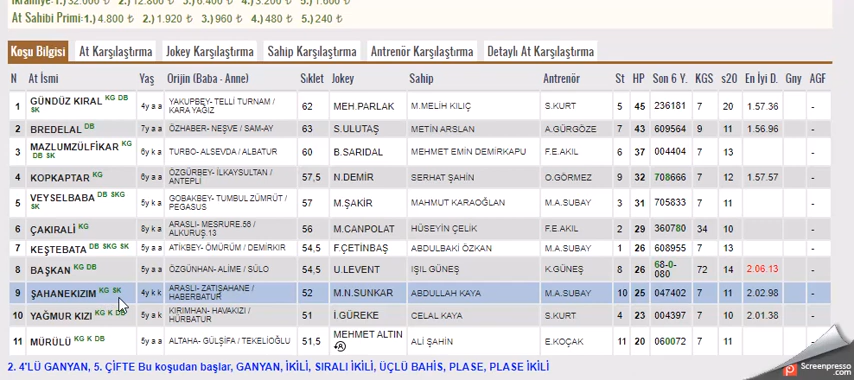 İkramiye: 1.) 32.000 ₺ 2.) 12.800 ₺ 3.) 6.400 ₺ 4.) 3.200 ₺ 5.) 1.600 ₺
At Sahibi Primi: 1.) 4.800 ₺ 2.) 1.920 ₺ 3.) 960 ₺ 4.) 480 ₺ 5.) 240 ₺
Koşu Bilgisi At Karşılaştırma Jokey Karşılaştırma Sahip Karşılaştırma Antrenör Karşılaştırma Detaylı At Karşılaştırma
N At İsmi Yaş Orijin (Baba - Anne) Sıklet Jokey Sahip Antrenör St HP Son 6 Y. KGS s20 En İyi D. Gny AGF
1 GÜNDÜZ KIRAL KG DB SK 4y a a YAKUPBEY- TELLİ TURNAM / KARA YAĞIZ 62 MEH.PARLAK M.MELİH KILIÇ S.KURT 5 45 236181 7 20 1.57.36 -
2 BREDELAL DB 7y a a ÖZHABER- NEŞVE / SAM-AY 63 S.ULUTAŞ METİN ARSLAN A.GÜRGÖZE 7 43 609564 9 11 1.56.96 -
3 MAZLUMZÜLFİKAR KG DB SK 6y k a TURBO- ALSEVDA / ALBATUR 60 B.SARIDAL MEHMET EMİN DEMİRKAPU F.E.AKIL 6 37 004404 7 13 -
4 KOPKAPTAR KG 6y a a ÖZGÜRBEY- İLKAYSULTAN / ANTEPLİ 57,5 N.DEMİR SERHAT ŞAHİN O.GÖRMEZ 9 32 708666 7 12 1.57.57 -
5 VEYSELBABA DB SKG SK 5y k a GOBAKBEY- TUMBUL ZÜMRÜT / PEGASUS 57 M.ŞAKİR MAHMUT KARAOĞLAN M.A.SUBAY 3 31 705833 7 11 -
6 ÇAKIRALİ KG 8y k a ARASLI- MESRURE.56 / ALKURUŞ.13 56 M.CANPOLAT HÜSEYİN ÇELİK F.E.AKIL 2 29 360780 34 10 -
7 KEŞTEBATA DB SKG SK 5y a a ATİKBEY- ÖMÜRÜM / DEMİRKIR 54,5 F.ÇETİNBAŞ ABDULBAKİ ÖZKAN M.A.SUBAY 1 26 608955 7 13 -
8 BAŞKAN KG DB 5y a a ÖZGÜNHAN- ALİME / SÜLO 54,5 U.LEVENT IŞIL GÜNEŞ K.GÜNEŞ 8 26 68-0-080 72 14 2.06.13 -
9 ŞAHANEKIZIM KG SK 4y k k ARASLI- ZATIŞAHANE / HABERBATUR 52 M.N.SUNKAR ABDULLAH KAYA M.A.SUBAY 10 25 047402 7 11 2.02.98 -
10 YAĞMUR KIZI KG K DB 5y a k KIRIMHAN- HAVAKIZI / HÜRBATUR 51 İ.GÜREKE CELAL KAYA S.KURT 4 23 004397 7 10 2.01.38 -
11 MÜRÜLÜ KG K DB 5y a a ALTAHA- GÜLŞİFA / TEKELİOĞLU 51,5 MEHMET ALTIN ALİ ŞAHİN E.KOÇAK 11 20 060072 7 11 -
2. 4'LÜ GANYAN, 5. ÇİFTE Bu koşudan başlar, GANYAN, İKİLİ, SIRALI İKİLİ, ÜÇLÜ BAHİS, PLASE, PLASE İKİLİ
Screenpresso